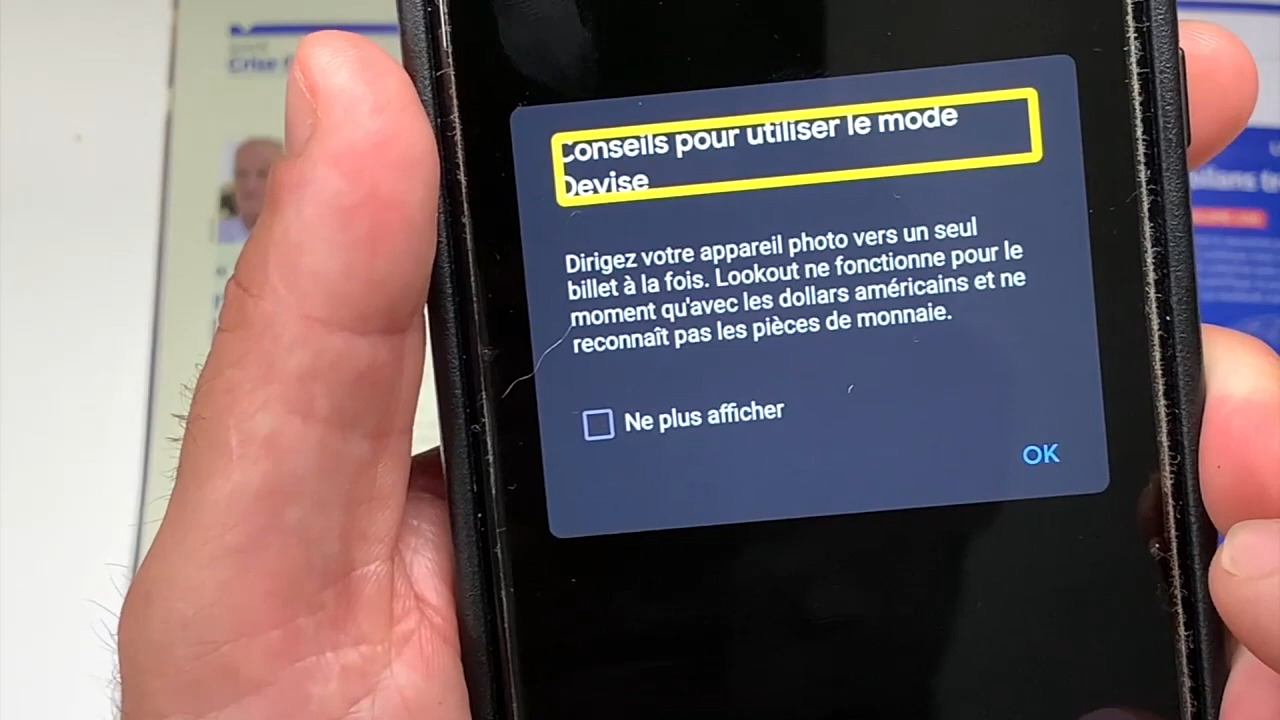 Crise
Conseils pour utiliser le mode
Devise
Dirigez votre appareil photo vers un seul
billet à la fois. Lookout ne fonctionne pour le
moment qu'avec les dollars américains et ne
reconnaît pas les pièces de monnaie.
Ne plus afficher
OK